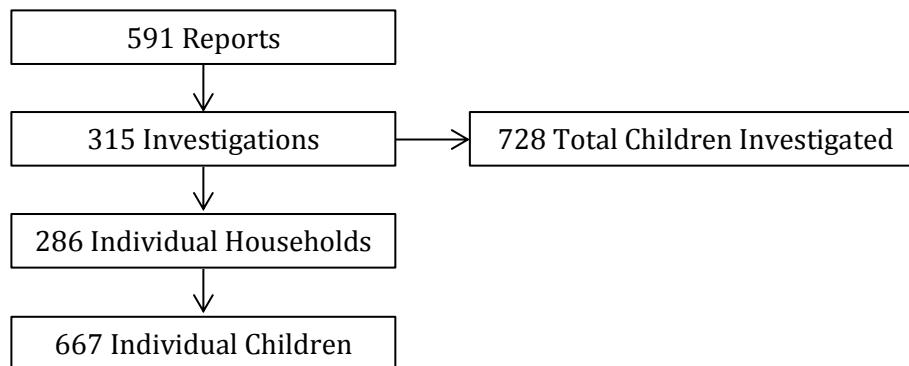 591 Reports
315 Investigations
728 Total Children Investigated
286 Individual Households
667 Individual Children